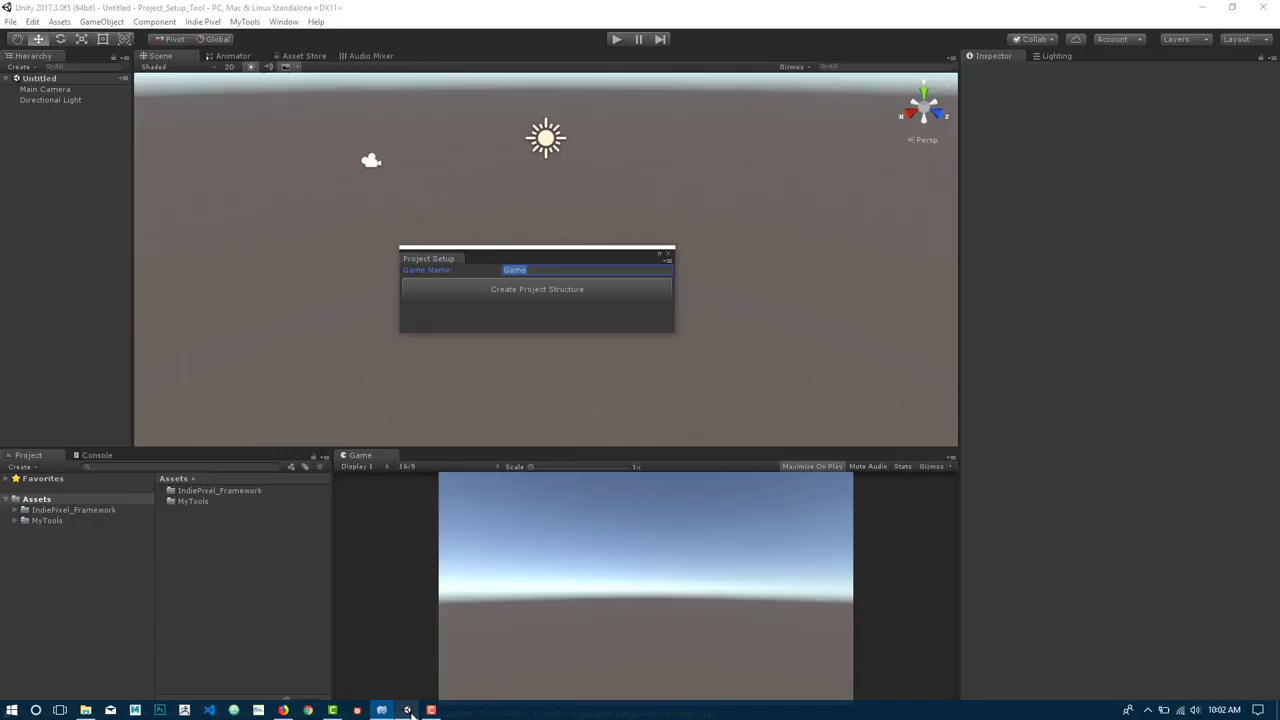 Unity 2017.3.0f3 (64bit) - Untitled - Project_Setup_Tool - PC, Mac & Linux Standalone <DX11>
File Edit Assets GameObject Component Indie Pixel MyTools Window Help
Pivot Global Collab Account Layers Layout
Hierarchy Scene Animator Asset Store Audio Mixer Inspector Lighting
Create All Shaded 2D Gizmos All
Untitled
Main Camera
Directional Light
y
x z
Persp
Project Setup
Game Name: Game
Create Project Structure
Project Console Game
Create Display 1 16:9 Scale 1x Maximize On Play Mute Audio Stats Gizmos
Favorites Assets
Assets IndiePixel_Framework
IndiePixel_Framework MyTools
MyTools
10:02 AM